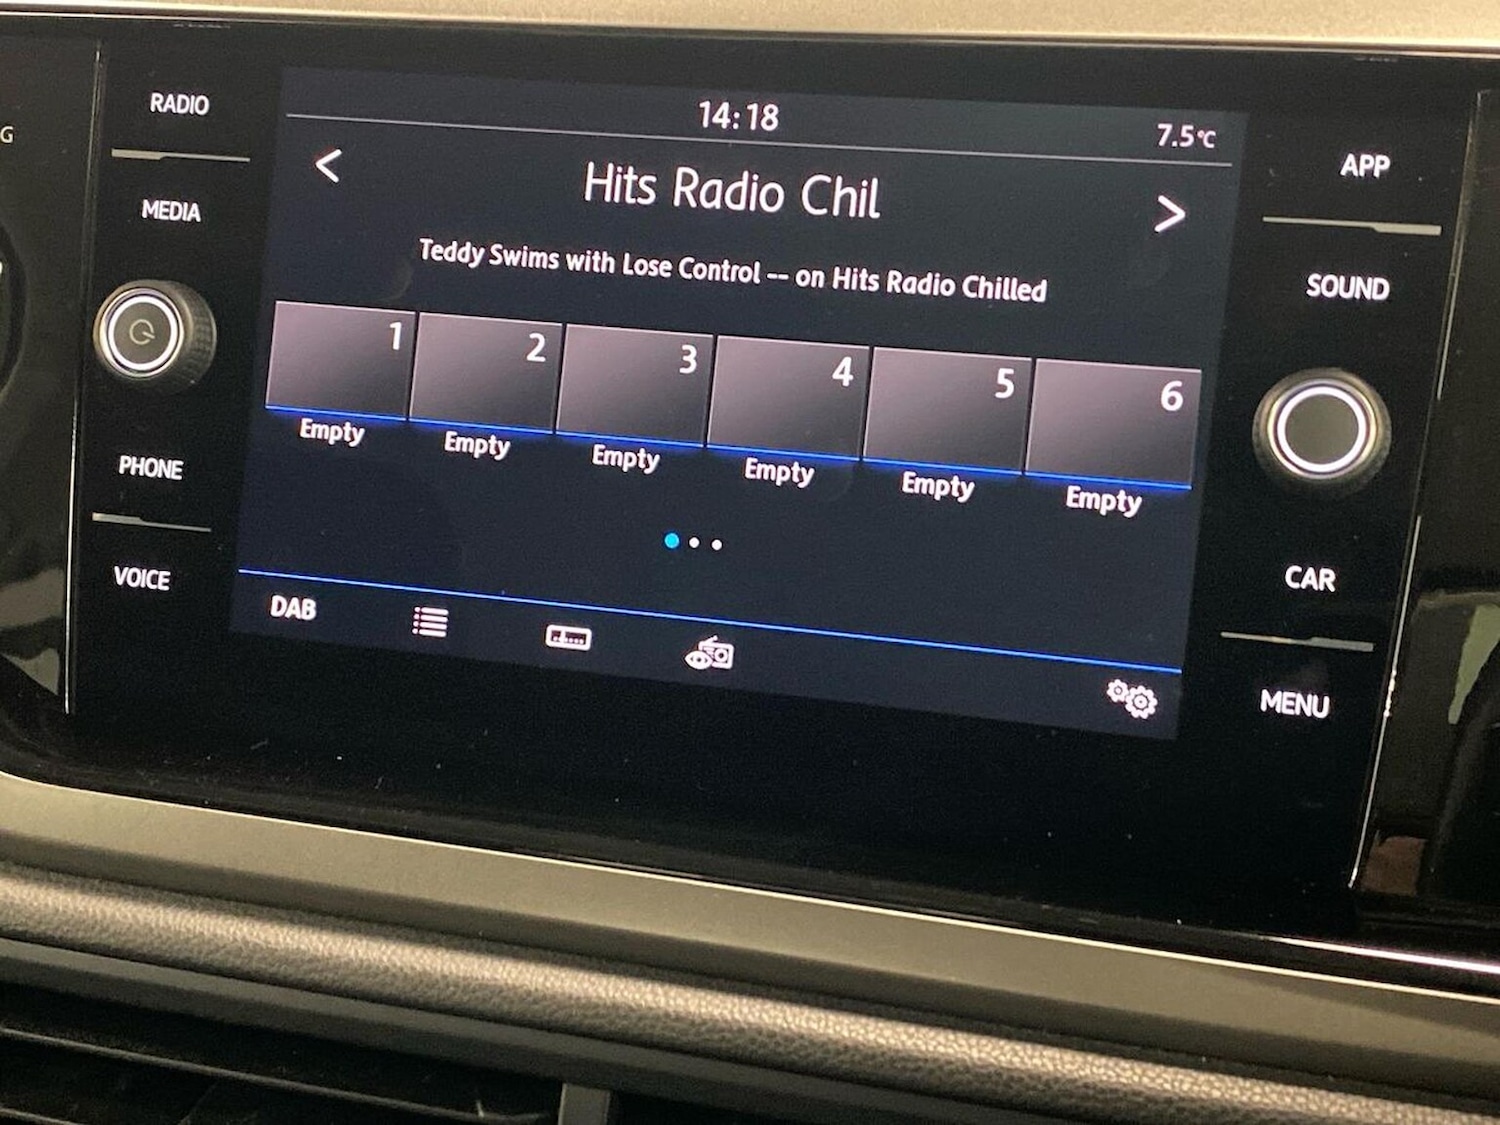 G
RADIO
MEDIA
PHONE
VOICE
14:18
7.5°C
<
Hits Radio Chil
>
Teddy Swims with Lose Control -- on Hits Radio Chilled
1 2 3 4 5 6
Empty Empty Empty Empty Empty Empty
DAB
APP
SOUND
CAR
MENU